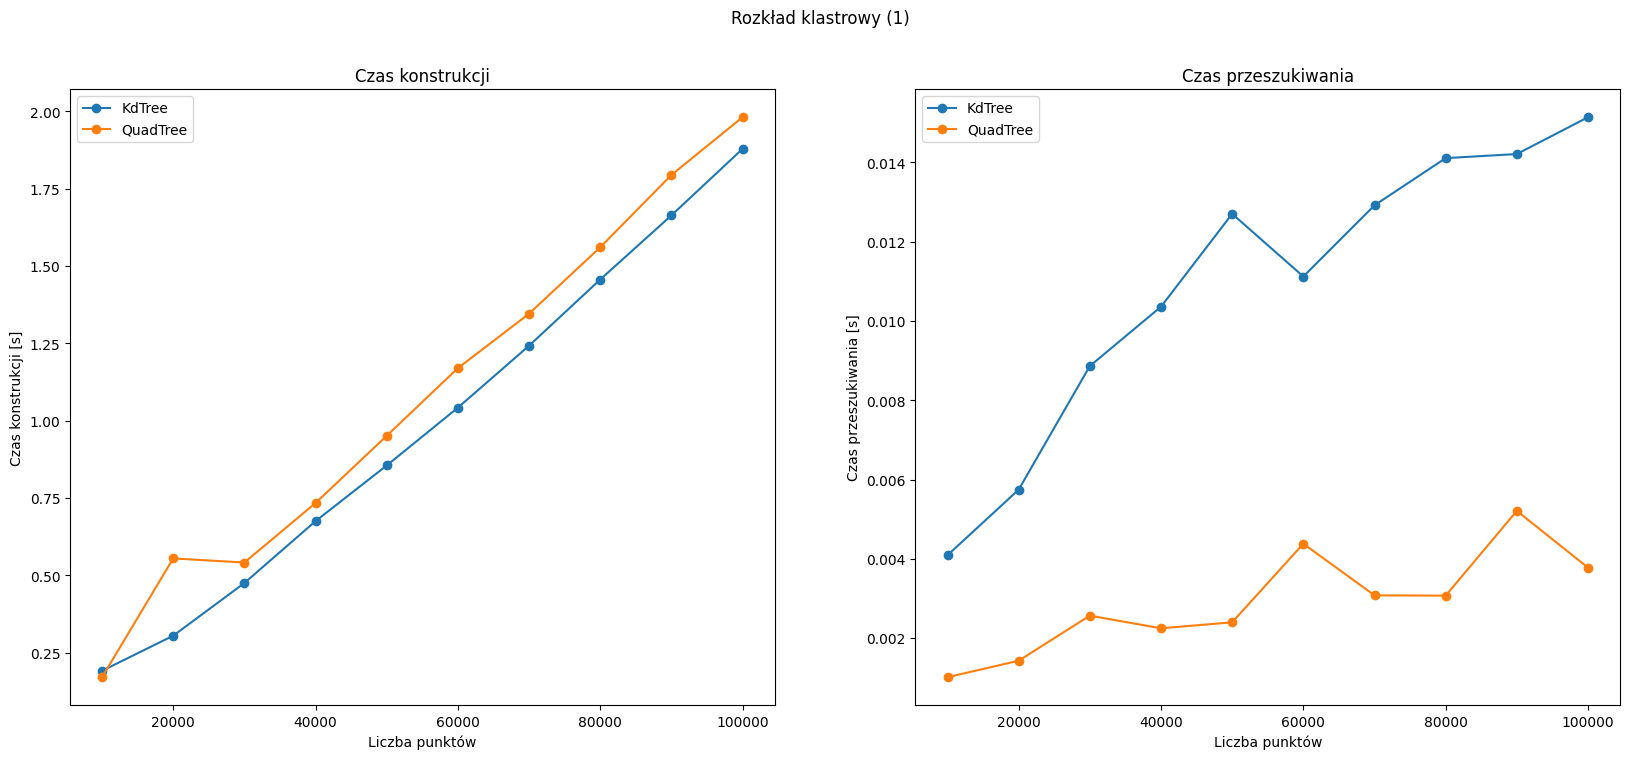 Rozkład klastrowy (1)
Czas konstrukcji
KdTree
QuadTree
2.00
1.75
1.50
1.25
1.00
0.75
0.50
0.25
Czas konstrukcji [s]
20000 40000 60000 80000 100000
Liczba punktów
Czas przeszukiwania
KdTree
QuadTree
0.014
0.012
0.010
0.008
0.006
0.004
0.002
Czas przeszukiwania [s]
20000 40000 60000 80000 100000
Liczba punktów